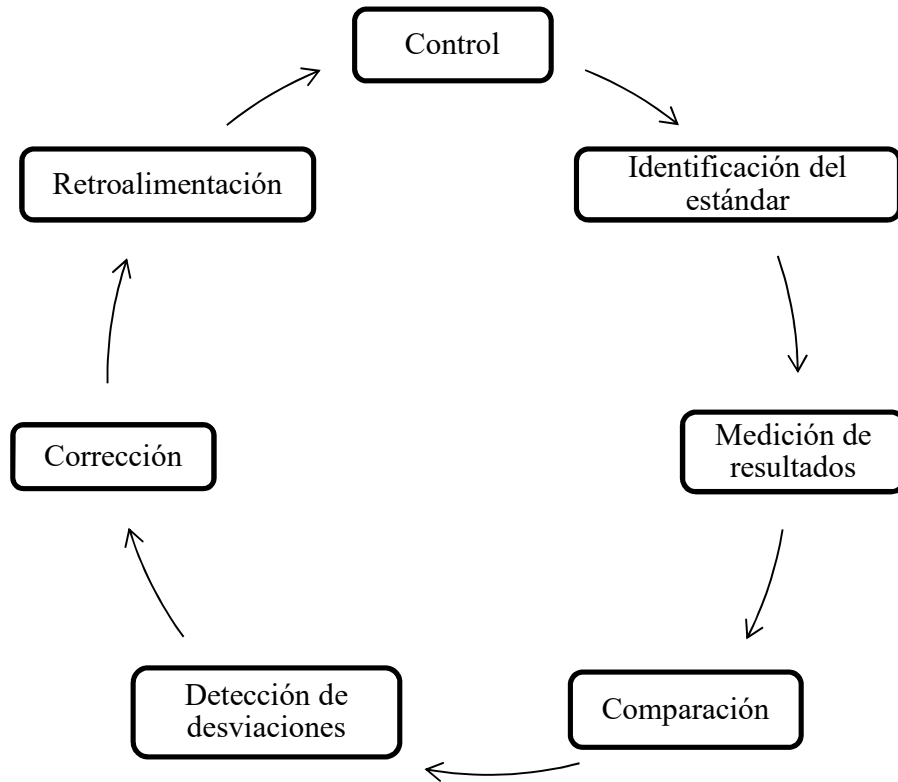 Control
Identificación del
estándar
Medición de
resultados
Comparación
Detección de
desviaciones
Corrección
Retroalimentación